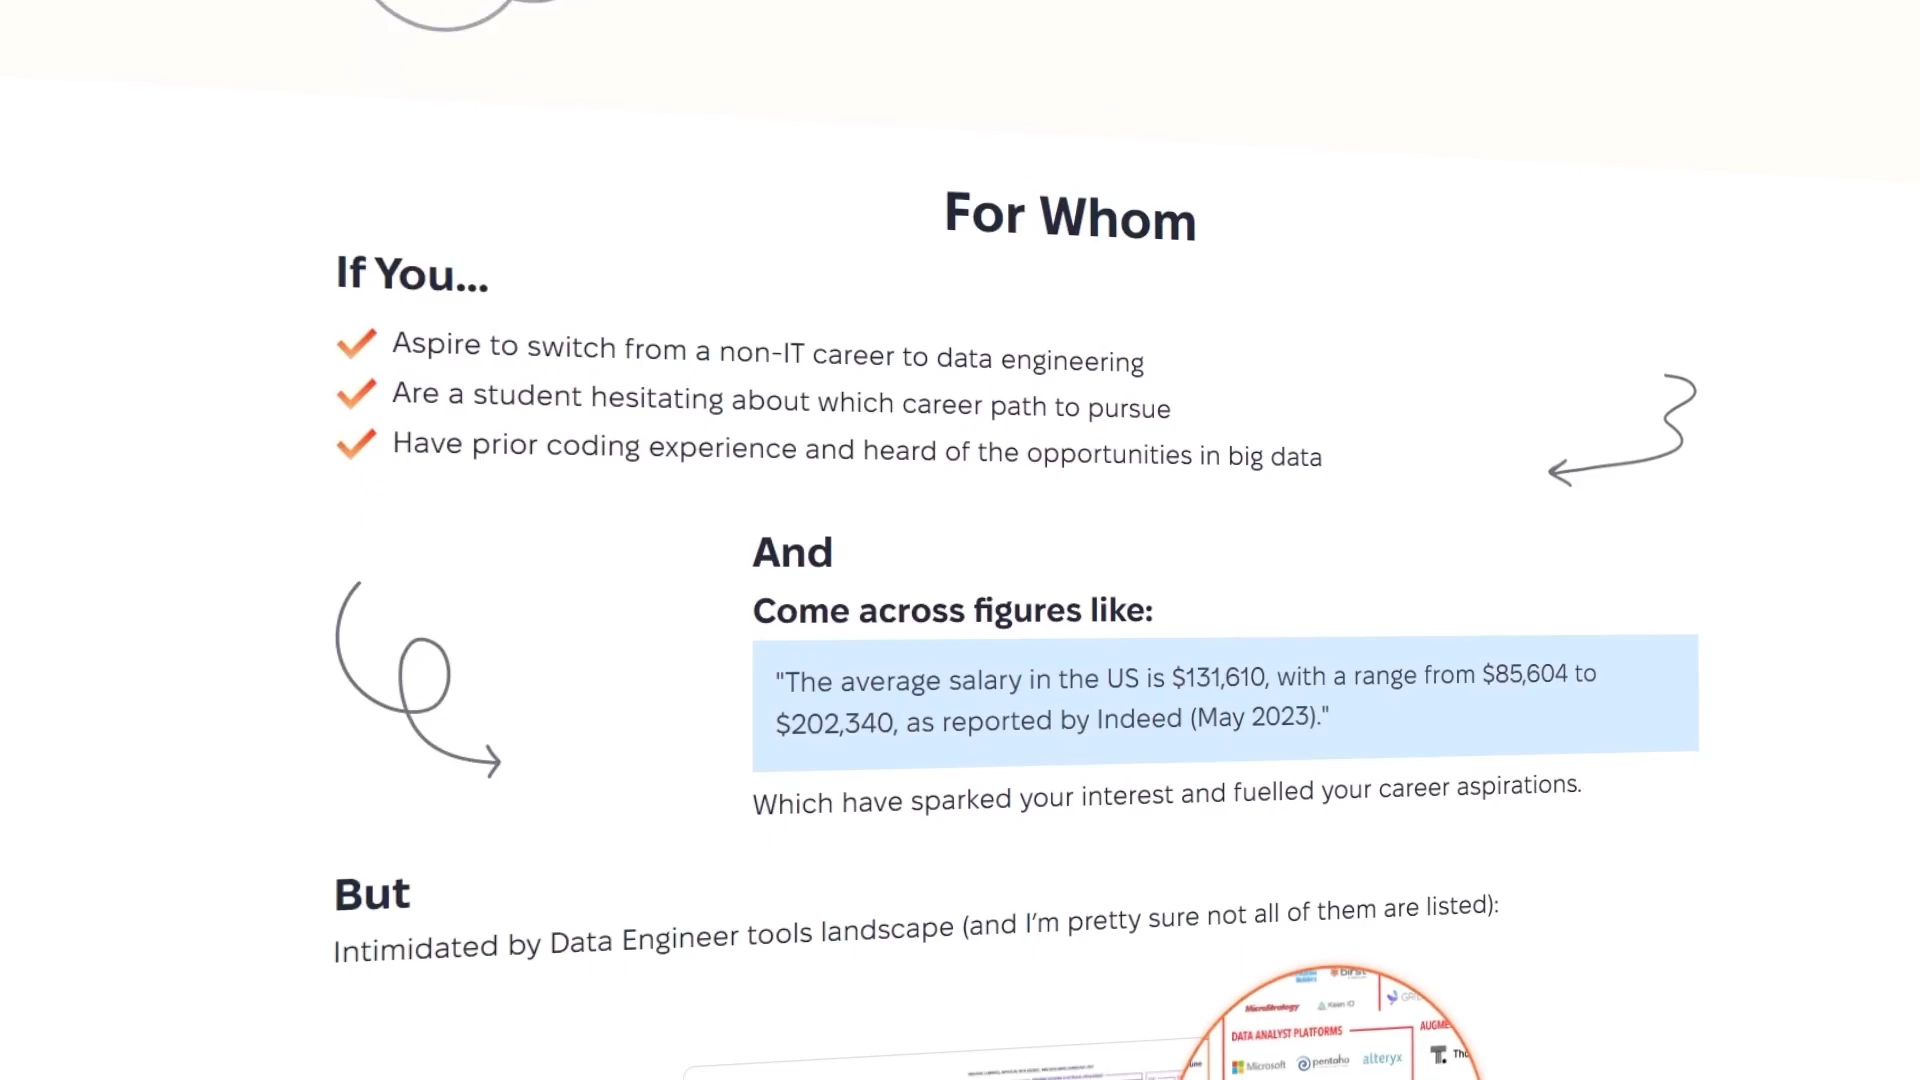 For Whom
If You...
Aspire to switch from a non-IT career to data engineering
Are a student hesitating about which career path to pursue
Have prior coding experience and heard of the opportunities in big data
And
Come across figures like:
"The average salary in the US is $131,610, with a range from $85,604 to
$202,340, as reported by Indeed (May 2023)."
Which have sparked your interest and fuelled your career aspirations.
But
Intimidated by Data Engineer tools landscape (and I'm pretty sure not all of them are listed):
birst
MicroStrategy
Keen IO
DATA ANALYST PLATFORMS
Microsoft
pentaho
alteryx